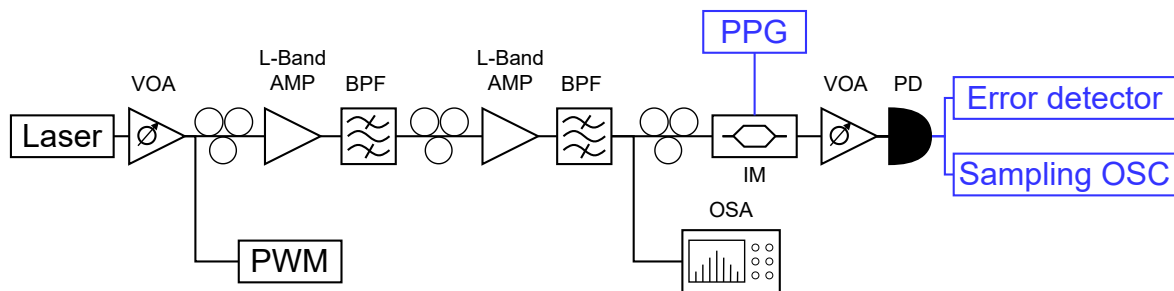 PPG
L-Band
AMP
L-Band
AMP
VOA
BPF
BPF
VOA
PD
Laser
Error detector
IM
Sampling OSC
OSA
PWM